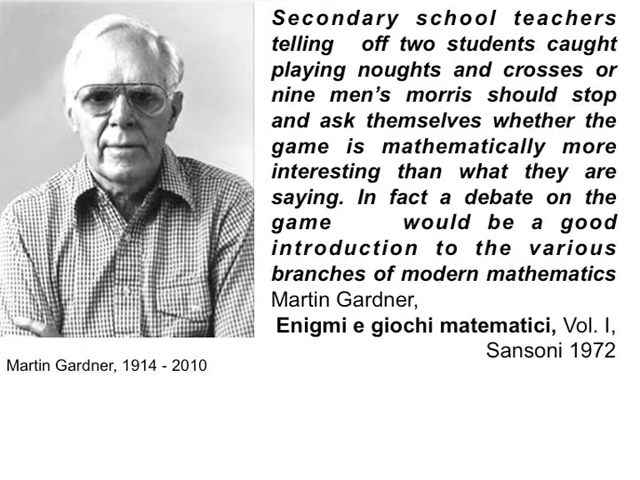 Secondary school teachers
telling off two students caught
playing noughts and crosses or
nine men’s morris should stop
and ask themselves whether the
game is mathematically more
interesting than what they are
saying. In fact a debate on the
game would be a good
introduction to the various
branches of modern mathematics
Martin Gardner,
Enigmi e giochi matematici, Vol. I,
Sansoni 1972
Martin Gardner, 1914 - 2010